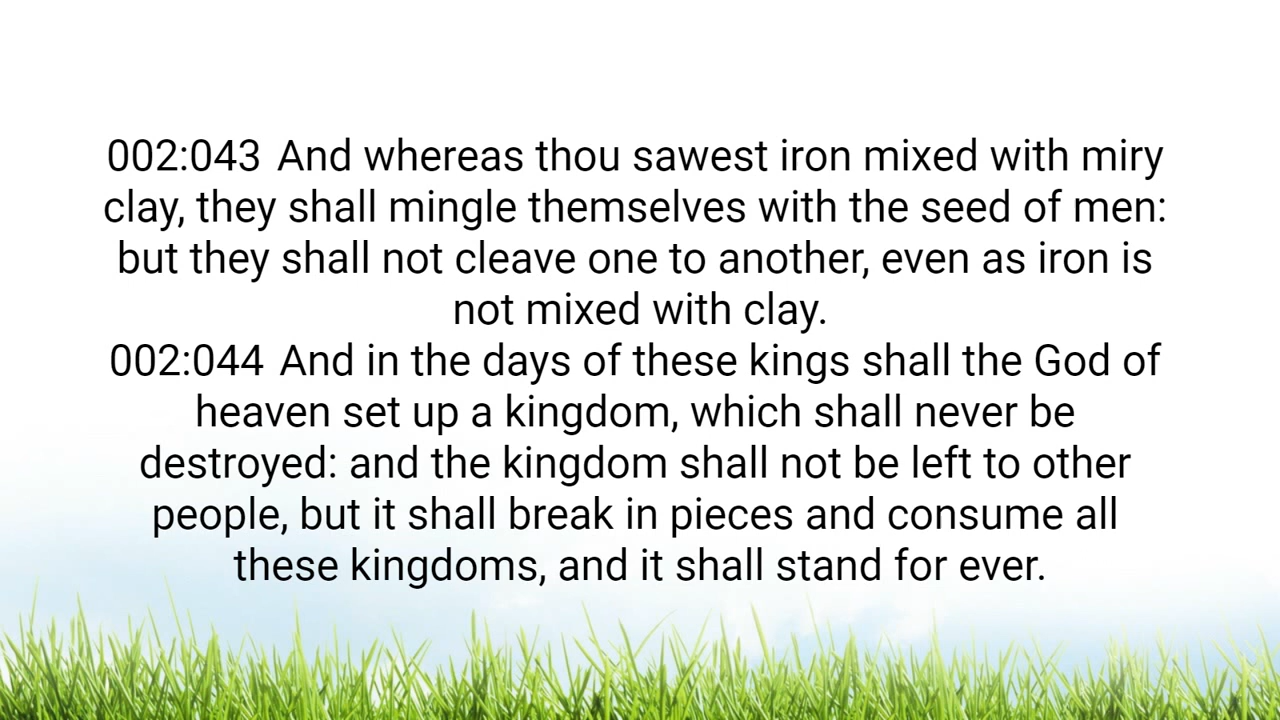 002:043 And whereas thou sawest iron mixed with miry
clay, they shall mingle themselves with the seed of men:
but they shall not cleave one to another, even as iron is
not mixed with clay.
002:044 And in the days of these kings shall the God of
heaven set up a kingdom, which shall never be
destroyed: and the kingdom shall not be left to other
people, but it shall break in pieces and consume all
these kingdoms, and it shall stand for ever.